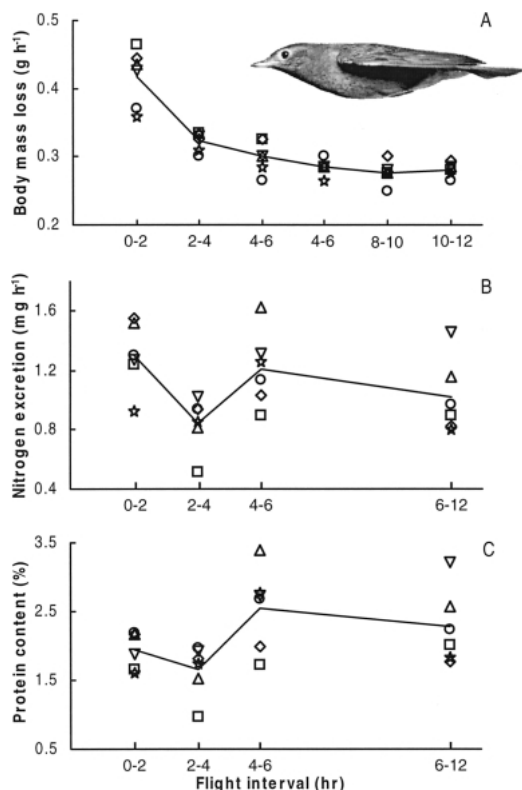 A
Body mass loss (g h⁻¹)
0.5
0.4
0.3
0.2
0-2 2-4 4-6 4-6 8-10 10-12
B
Nitrogen excretion (mg h⁻¹)
1.6
1.2
0.8
0.4
0-2 2-4 4-6 6-12
C
Protein content (%)
3.5
2.5
1.5
0.5
0-2 2-4 4-6 6-12
Flight interval (hr)